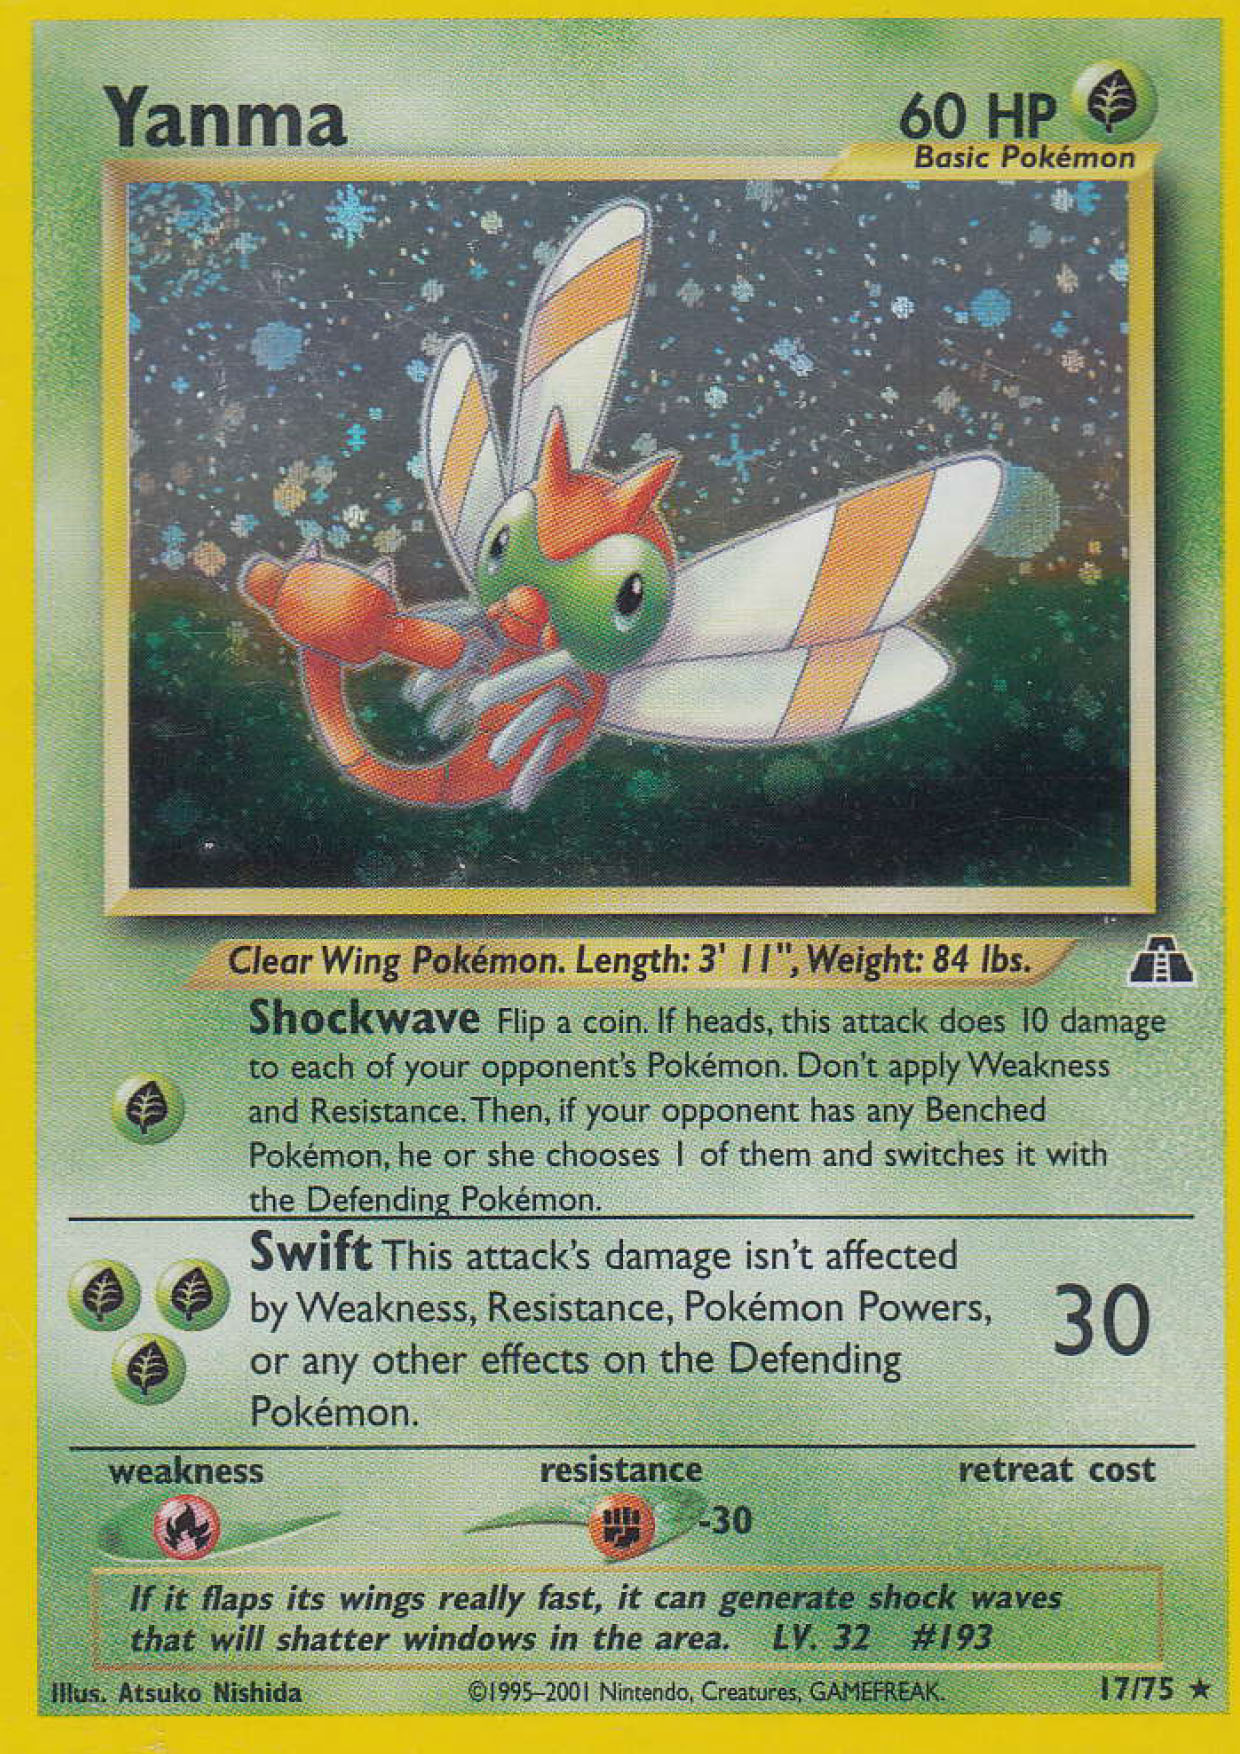 Yanma
60 HP
Basic Pokémon
Clear Wing Pokémon. Length: 3' 11", Weight: 84 lbs.
Shockwave Flip a coin. If heads, this attack does 10 damage
to each of your opponent's Pokémon. Don't apply Weakness
and Resistance. Then, if your opponent has any Benched
Pokémon, he or she chooses 1 of them and switches it with
the Defending Pokémon.
Swift This attack's damage isn't affected
by Weakness, Resistance, Pokémon Powers,
or any other effects on the Defending
Pokémon.
30
weakness
resistance
retreat cost
-30
If it flaps its wings really fast, it can generate shock waves
that will shatter windows in the area. LV. 32 #193
Illus. Atsuko Nishida
©1995–2001 Nintendo, Creatures, GAMEFREAK.
17/75 ★